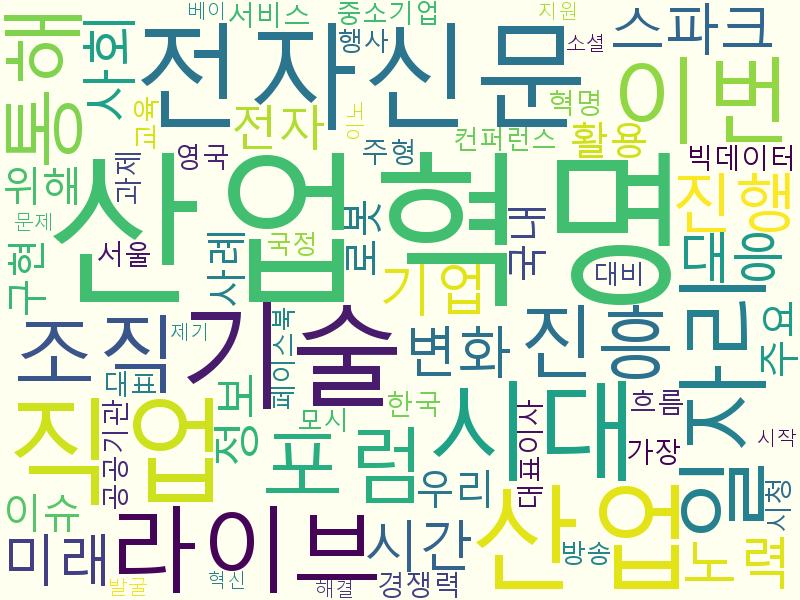 베이
서비스
중소기업
지원
통해
사회
전자신문
행사
소셜
스파크
이번
교육
전자
이노
혁명
컨퍼런스
활용
영국
주형
빅데이터
위해
과제
산업혁명
진행
문제
구현
서울
사례
국정
로봇
국내
대비
대응
기업
조직
제기
기술
페이스북
변화
진흥
일자리
주요
대표
직업
공공기관
정보
모시
한국
포럼
시대
대표이사
흐름
가장
시작
우리
이슈
미래
라이브
시간
산업
방송
시청
노력
발굴
혁신
해결
경쟁력